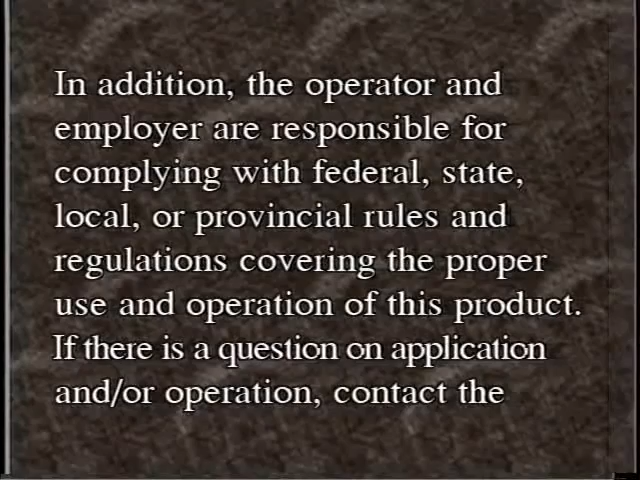 In addition, the operator and
employer are responsible for
complying with federal, state,
local, or provincial rules and
regulations covering the proper
use and operation of this product.
If there is a question on application
and/or operation, contact the